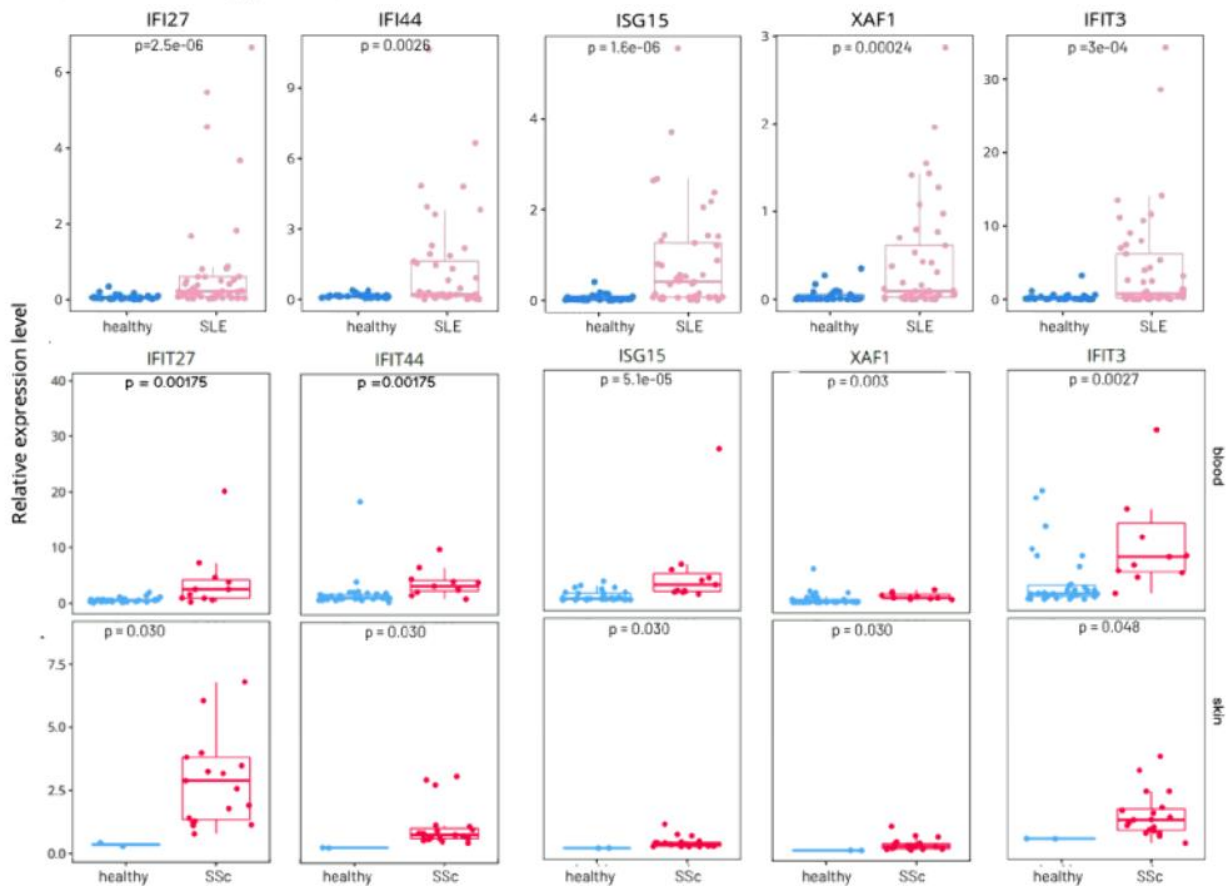 IFI27 IFI44 ISG15 XAF1 IFIT3
p=2.5e-06 p = 0.0026 p = 1.6e-06 p = 0.00024 p =3e-04
6 4 2 0
9 6 3 0
4 2 0
3 2 1 0
30 20 10 0
healthy SLE healthy SLE healthy SLE healthy SLE healthy SLE
Relative expression level
IFIT27 IFIT44 ISG15 XAF1 IFIT3
p = 0.00175 p =0.00175 p = 5.1e-05 p = 0.003 p = 0.0027
40
30
20
10
0
blood
p = 0.030 p = 0.030 p = 0.030 p = 0.030 p = 0.048
7.5
5.0
2.5
0.0
skin
healthy SSc healthy SSc healthy SSc healthy SSc healthy SSc